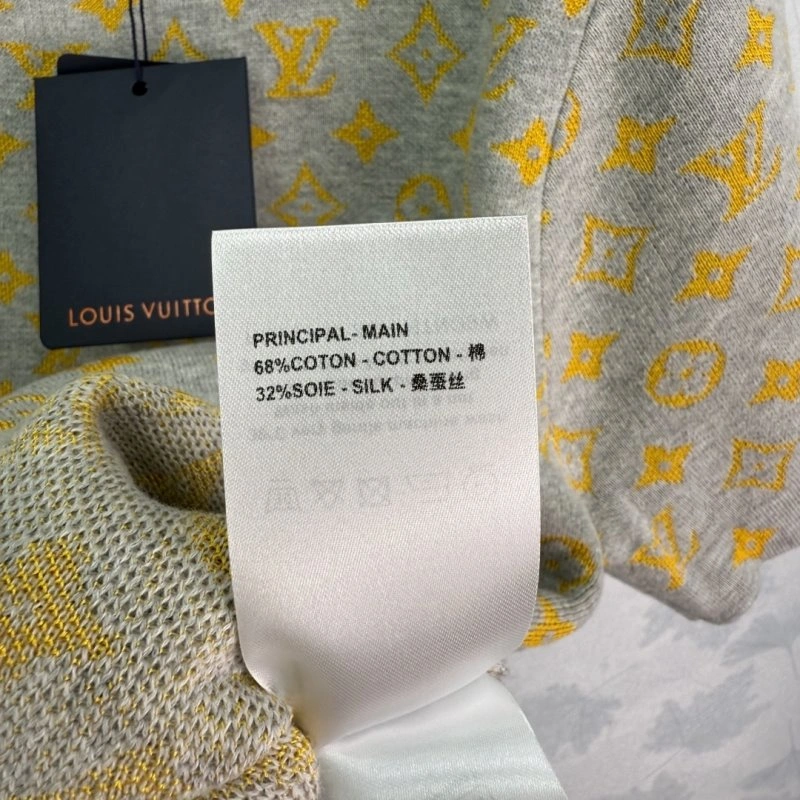 LOUIS VUITTO
PRINCIPAL- MAIN
68%COTON - COTTON - 棉
32%SOIE - SILK - 桑蚕丝